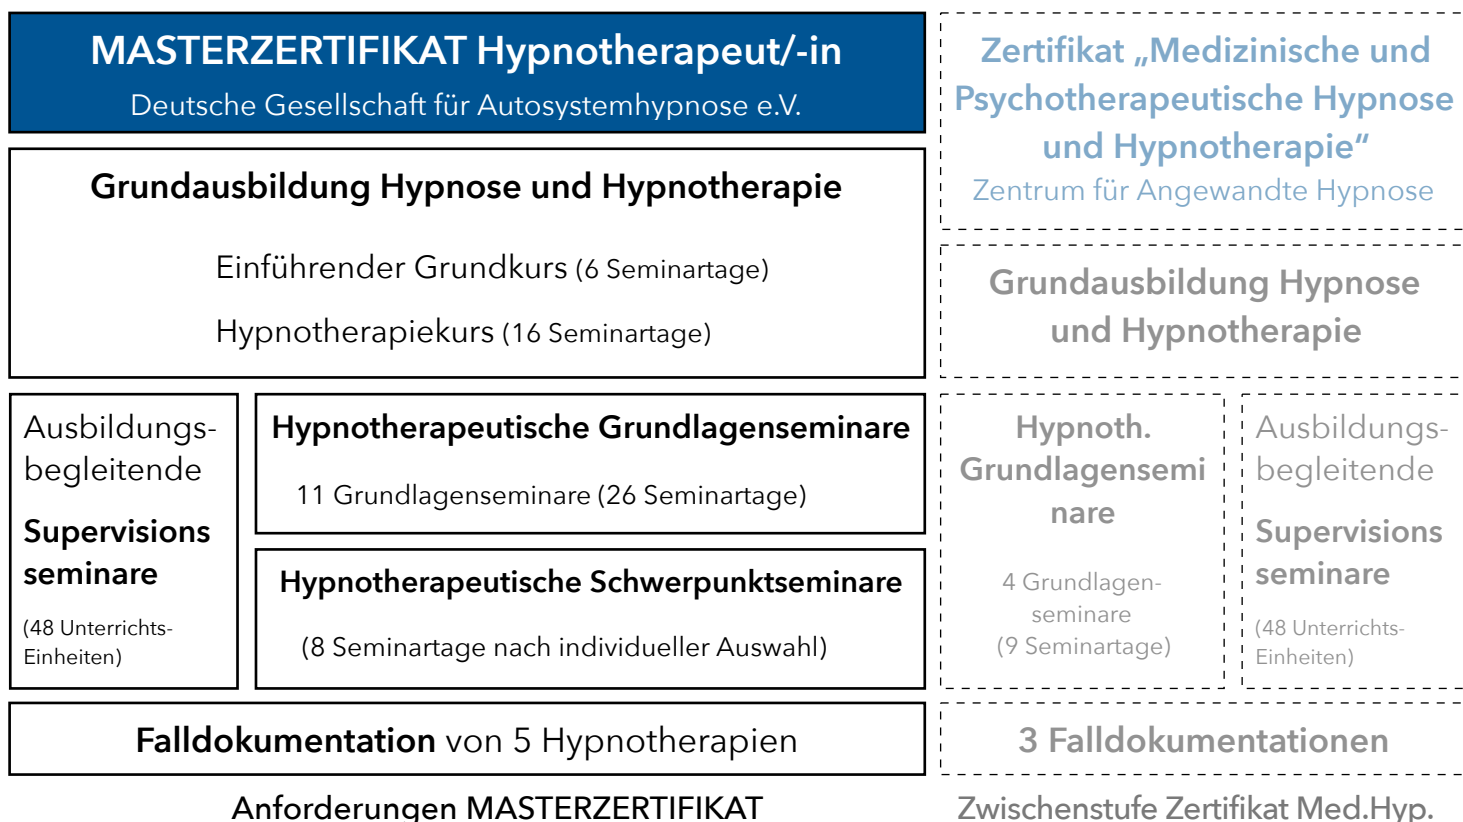 MASTERZERTIFIKAT Hypnotherapeut/-in
Deutsche Gesellschaft für Autosystemhypnose e.V.
Grundausbildung Hypnose und Hypnotherapie
Einführender Grundkurs (6 Seminartage)
Hypnotherapiekurs (16 Seminartage)
Ausbildungs-
begleitende
Supervisions
seminare
(48 Unterrichts-
Einheiten)
Hypnotherapeutische Grundlagenseminare
11 Grundlagenseminare (26 Seminartage)
Hypnotherapeutische Schwerpunktseminare
(8 Seminartage nach individueller Auswahl)
Falldokumentation von 5 Hypnotherapien
Anforderungen MASTERZERTIFIKAT
Zertifikat „Medizinische und
Psychotherapeutische Hypnose
und Hypnotherapie“
Zentrum für Angewandte Hypnose
Grundausbildung Hypnose
und Hypnotherapie
Hypnoth.
Grundlagensemi
nare
4 Grundlagen-
seminare
(9 Seminartage)
Ausbildungs-
begleitende
Supervisions
seminare
(48 Unterrichts-
Einheiten)
3 Falldokumentationen
Zwischenstufe Zertifikat Med.Hyp.